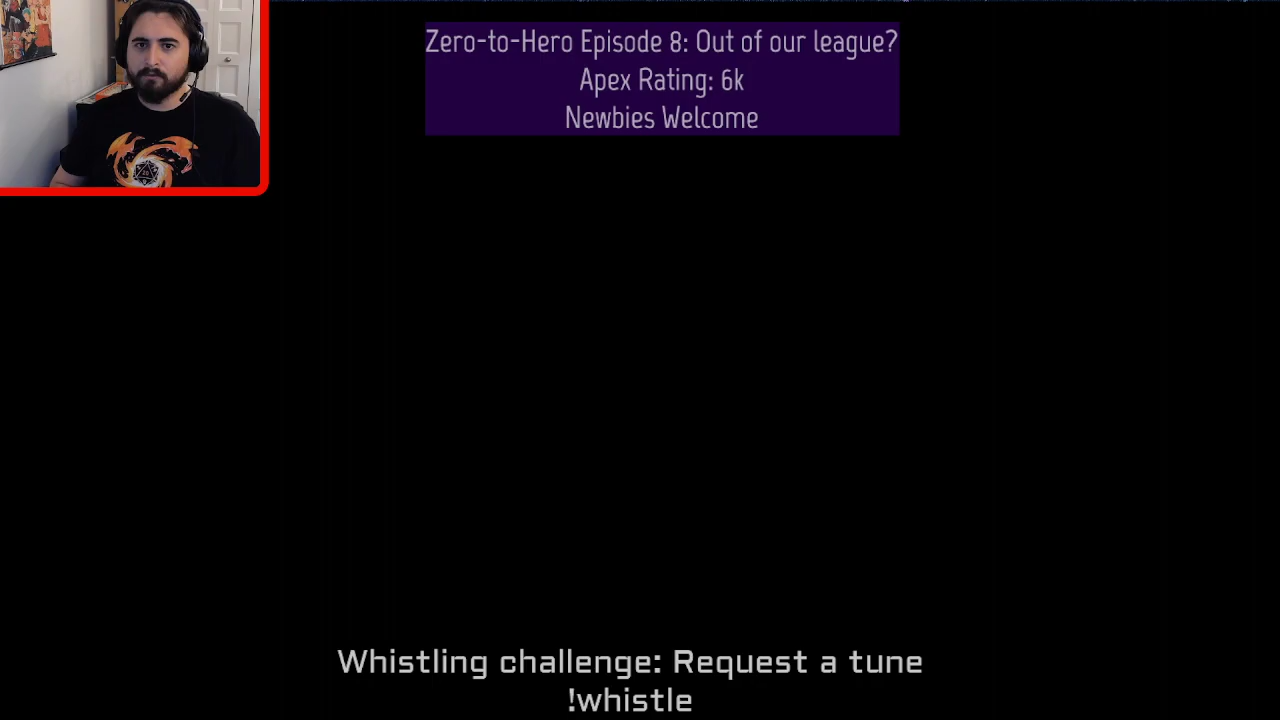 Zero-to-Hero Episode 8: Out of our league?
Apex Rating: 6k
Newbies Welcome
Whistling challenge: Request a tune
!whistle